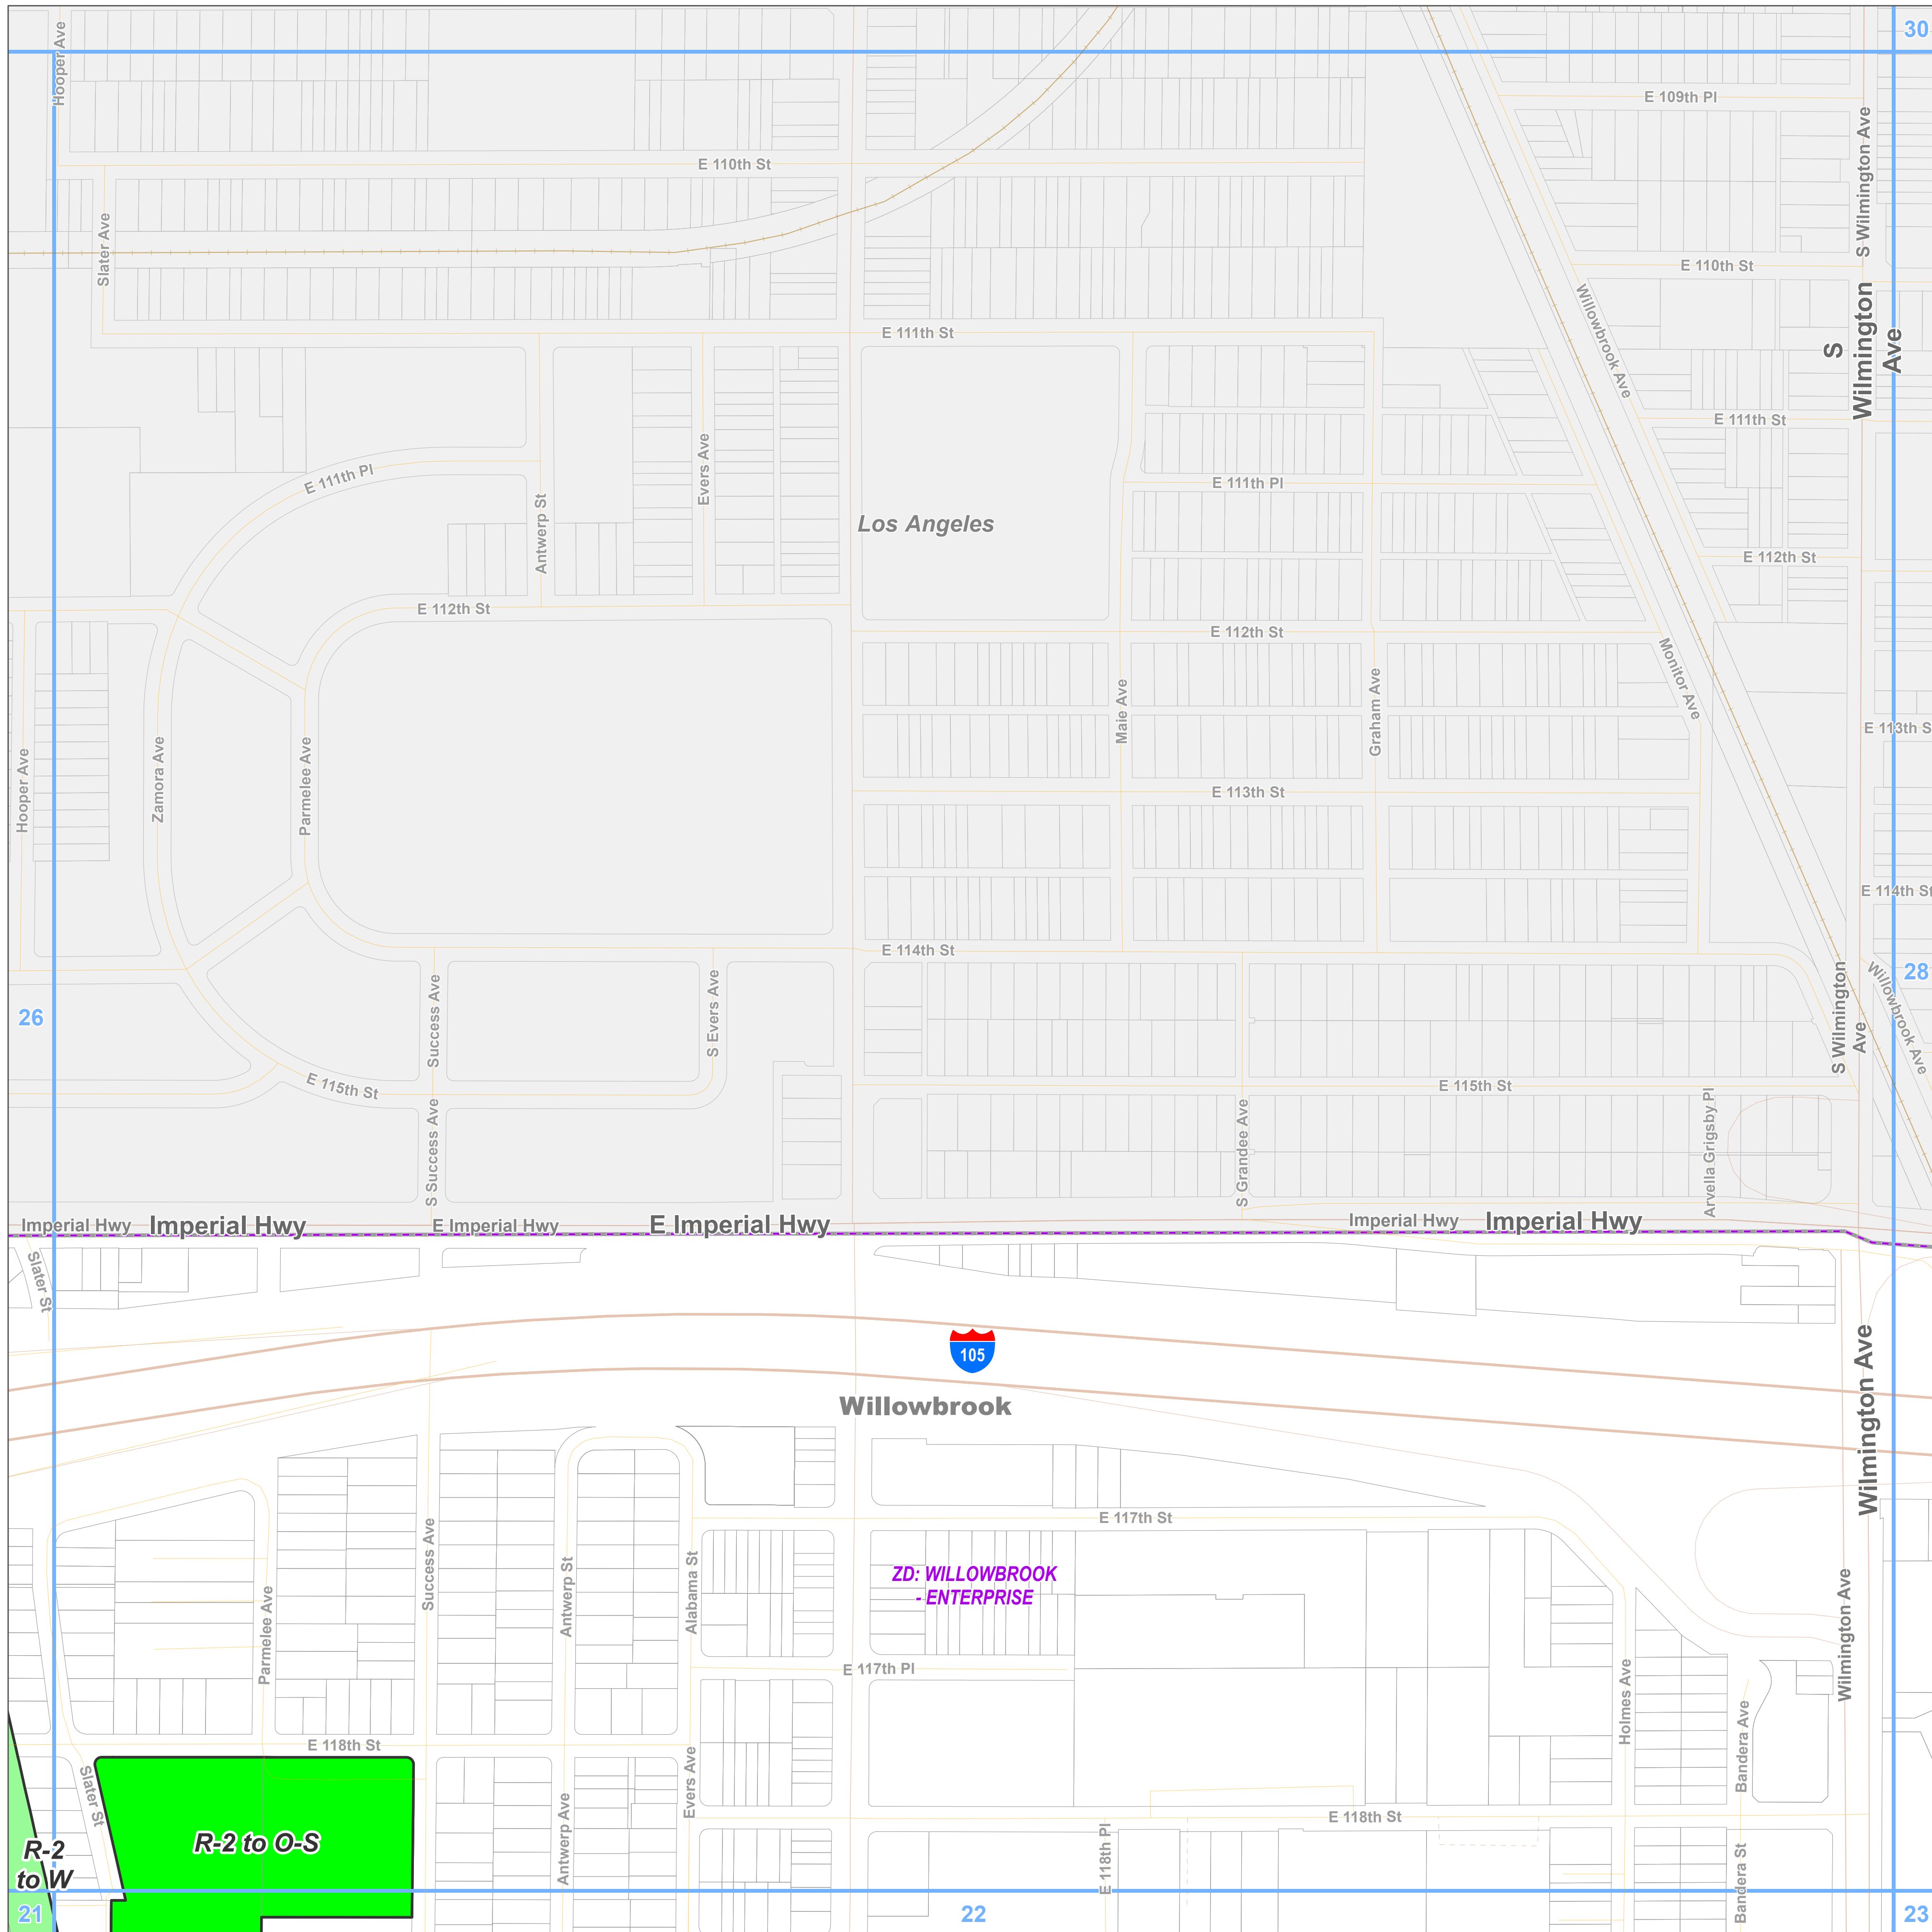 30
Hooper Ave
E 109th Pl
S Wilmington Ave
E 110th St
Slater Ave
E 110th St
Willowbrook Ave
S
Wilmington
Ave
E 111th St
E 111th St
E 111th Pl
Evers Ave
Antwerp St
E 111th Pl
Los Angeles
E 112th St
E 112th St
E 112th St
Monitor Ave
Maie Ave
Graham Ave
E 113th S
Hooper Ave
Zamora Ave
Parmelee Ave
E 113th St
E 114th St
E 114th St
28
26
Success Ave
S Evers Ave
S Wilmington
Ave
Willowbrook Ave
E 115th St
E 115th St
S Success Ave
S Grandee Ave
Arvella Grigsby Pl
Imperial Hwy
Imperial Hwy
E Imperial Hwy
E Imperial Hwy
Imperial Hwy
Imperial Hwy
Slater St
105
Willowbrook
Wilmington Ave
E 117th St
Success Ave
Antwerp St
Alabama St
ZD: WILLOWBROOK
- ENTERPRISE
Parmelee Ave
Wilmington Ave
E 117th Pl
Holmes Ave
Bandera Ave
E 118th St
Slater St
Evers Ave
E 118th St
R-2
to W
R-2 to O-S
Antwerp Ave
E 118th Pl
Bandera St
21
22
23